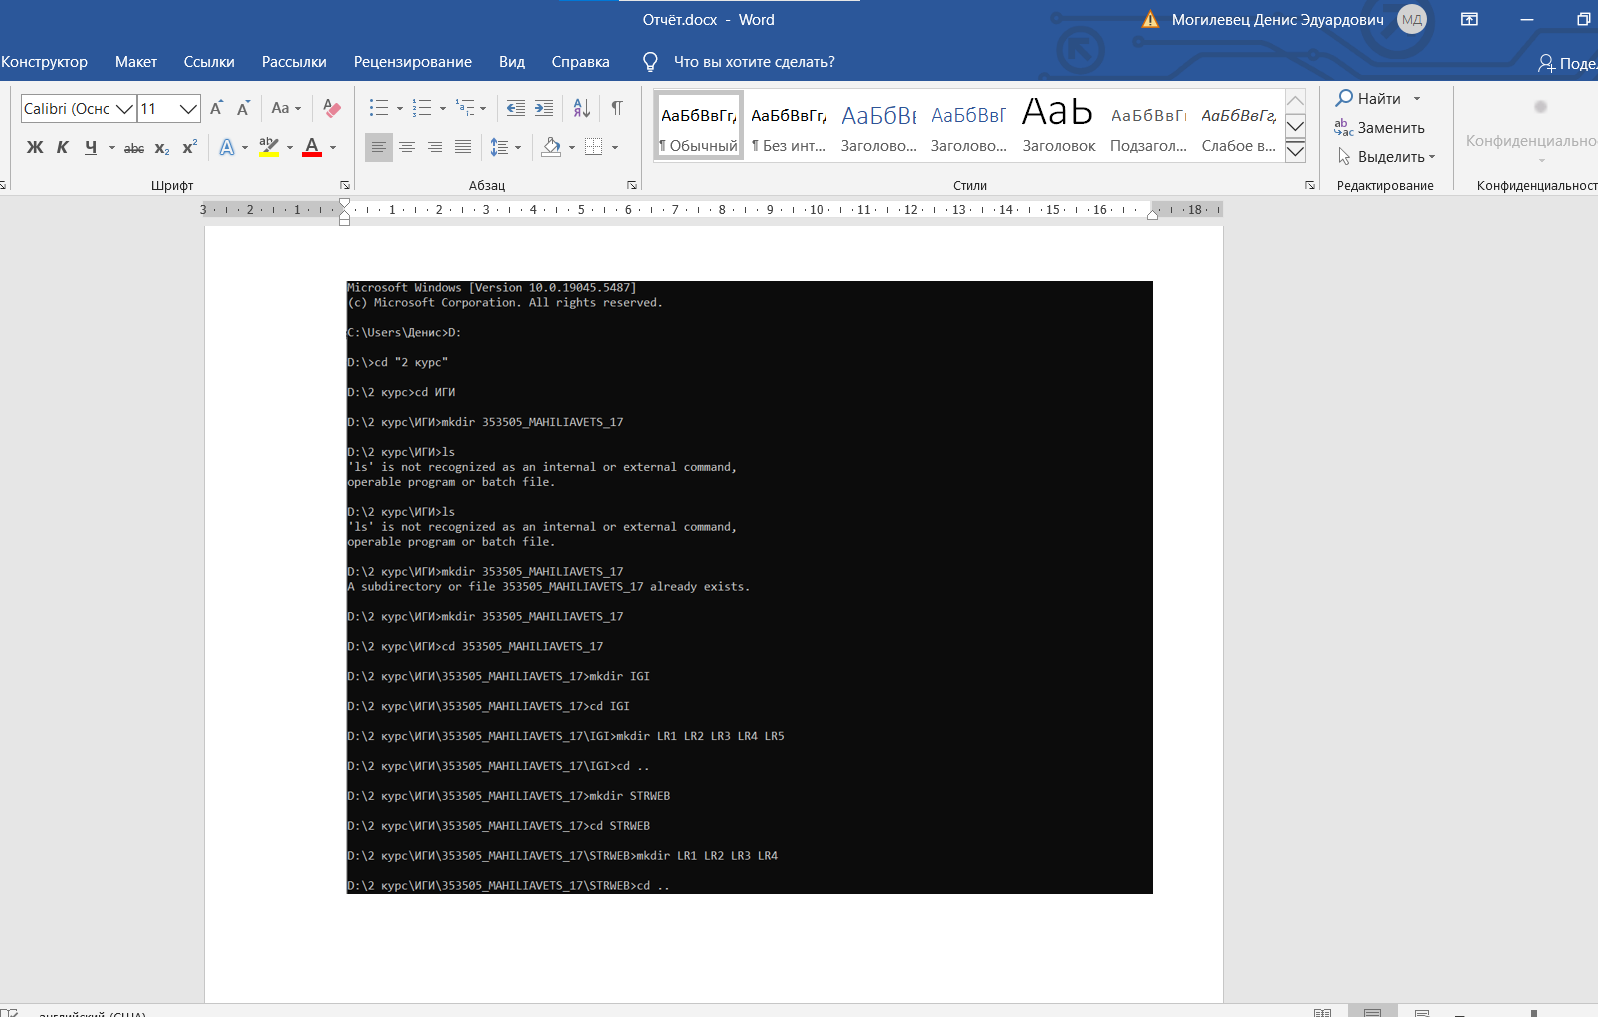 Отчёт.docx - Word
Могилевец Денис Эдуардович
МД
Конструктор Макет Ссылки Рассылки Рецензирование Вид Справка Что вы хотите сделать?
Calibri (Оснс 11 Aa
Найти
Заменить
Выделить
Ж К Ч abc x₂ x² A ab A
АаБбВвГг, АаБбВвГг, АаБбВı АаБбВвГ АаЬ АаБбВвГı АаБбВвГг,
¶ Обычный ¶ Без инт... Заголово... Заголово... Заголовок Подзагол... Слабое в...
Шрифт Абзац Стили Редактирование
3 2 1 1 2 3 4 5 6 7 8 9 10 11 12 13 14 15 16 18
Microsoft Windows [Version 10.0.19045.5487]
(c) Microsoft Corporation. All rights reserved.
C:\Users\Денис>D:
D:\>cd "2 курс"
D:\2 курс>cd ИГИ
D:\2 курс\ИГИ>mkdir 353505_MAHILIAVETS_17
D:\2 курс\ИГИ>ls
'ls' is not recognized as an internal or external command,
operable program or batch file.
D:\2 курс\ИГИ>ls
'ls' is not recognized as an internal or external command,
operable program or batch file.
D:\2 курс\ИГИ>mkdir 353505_MAHILIAVETS_17
A subdirectory or file 353505_MAHILIAVETS_17 already exists.
D:\2 курс\ИГИ>mkdir 353505_MAHILIAVETS_17
D:\2 курс\ИГИ>cd 353505_MAHILIAVETS_17
D:\2 курс\ИГИ\353505_MAHILIAVETS_17>mkdir IGI
D:\2 курс\ИГИ\353505_MAHILIAVETS_17>cd IGI
D:\2 курс\ИГИ\353505_MAHILIAVETS_17\IGI>mkdir LR1 LR2 LR3 LR4 LR5
D:\2 курс\ИГИ\353505_MAHILIAVETS_17\IGI>cd ..
D:\2 курс\ИГИ\353505_MAHILIAVETS_17>mkdir STRWEB
D:\2 курс\ИГИ\353505_MAHILIAVETS_17>cd STRWEB
D:\2 курс\ИГИ\353505_MAHILIAVETS_17\STRWEB>mkdir LR1 LR2 LR3 LR4
D:\2 курс\ИГИ\353505_MAHILIAVETS_17\STRWEB>cd ..